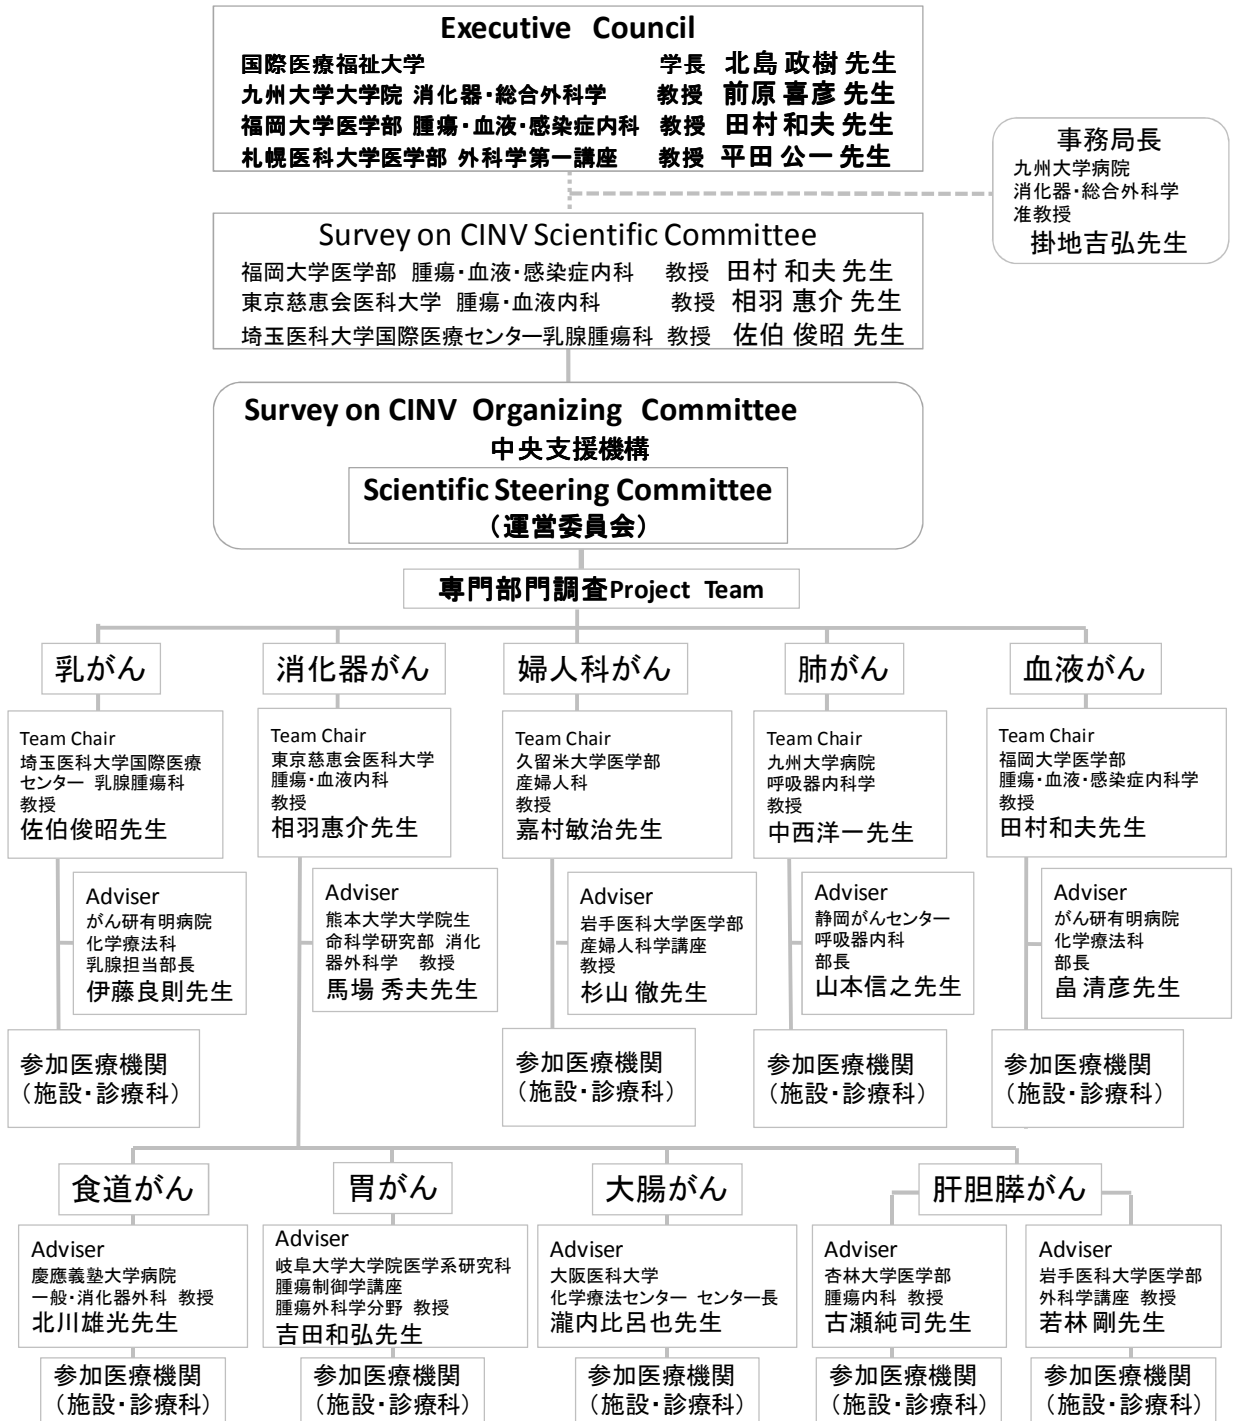 Executive Council
国際医療福祉大学 学長 北島 政樹 先生
九州大学大学院 消化器・総合外科学 教授 前原 喜彦 先生
福岡大学医学部 腫瘍・血液・感染症内科 教授 田村 和夫 先生
札幌医科大学医学部 外科学第一講座 教授 平田 公一 先生
事務局長
九州大学病院
消化器・総合外科学
准教授
掛地吉弘先生
Survey on CINV Scientific Committee
福岡大学医学部 腫瘍・血液・感染症内科 教授 田村 和夫 先生
東京慈恵会医科大学 腫瘍・血液内科 教授 相羽 惠介 先生
埼玉医科大学国際医療センター乳腺腫瘍科 教授 佐伯 俊昭 先生
Survey on CINV Organizing Committee
中央支援機構
Scientific Steering Committee
（運営委員会）
専門部門調査Project Team
乳がん
Team Chair
埼玉医科大学国際医療
センター 乳腺腫瘍科
教授
佐伯俊昭先生
Adviser
がん研有明病院
化学療法科
乳腺担当部長
伊藤良則先生
参加医療機関
（施設・診療科）
消化器がん
Team Chair
東京慈恵会医科大学
腫瘍・血液内科
教授
相羽惠介先生
Adviser
熊本大学大学院生
命科学研究部 消化
器外科学 教授
馬場 秀夫先生
婦人科がん
Team Chair
久留米大学医学部
産婦人科
教授
嘉村敏治先生
Adviser
岩手医科大学医学部
産婦人科学講座
教授
杉山 徹先生
参加医療機関
（施設・診療科）
肺がん
Team Chair
九州大学病院
呼吸器内科学
教授
中西洋一先生
Adviser
静岡がんセンター
呼吸器内科
部長
山本信之先生
参加医療機関
（施設・診療科）
血液がん
Team Chair
福岡大学医学部
腫瘍・血液・感染症内科学
教授
田村和夫先生
Adviser
がん研有明病院
化学療法科
部長
畠 清彦先生
参加医療機関
（施設・診療科）
食道がん
Adviser
慶應義塾大学病院
一般・消化器外科 教授
北川雄光先生
参加医療機関
（施設・診療科）
胃がん
Adviser
岐阜大学大学院医学系研究科
腫瘍制御学講座
腫瘍外科学分野 教授
吉田和弘先生
参加医療機関
（施設・診療科）
大腸がん
Adviser
大阪医科大学
化学療法センター センター長
瀧内比呂也先生
参加医療機関
（施設・診療科）
肝胆膵がん
Adviser
杏林大学医学部
腫瘍内科 教授
古瀬純司先生
参加医療機関
（施設・診療科）
Adviser
岩手医科大学医学部
外科学講座 教授
若林 剛先生
参加医療機関
（施設・診療科）